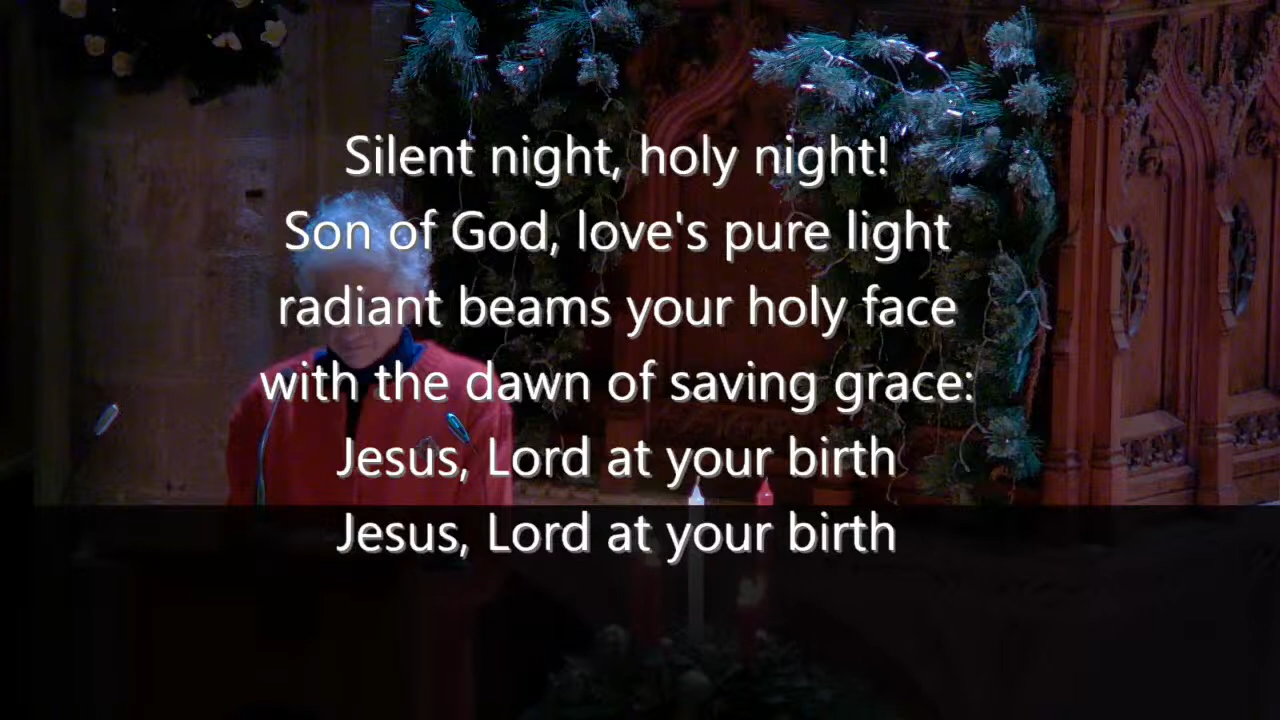 Silent night, holy night!
Son of God, love's pure light
radiant beams your holy face
with the dawn of saving grace:
Jesus, Lord at your birth
Jesus, Lord at your birth